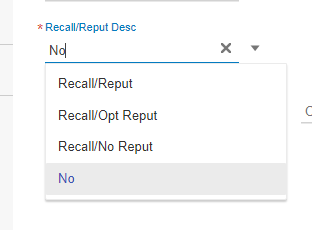 * Recall/Reput Desc
No
Recall/Reput
Recall/Opt Reput
Recall/No Reput
No